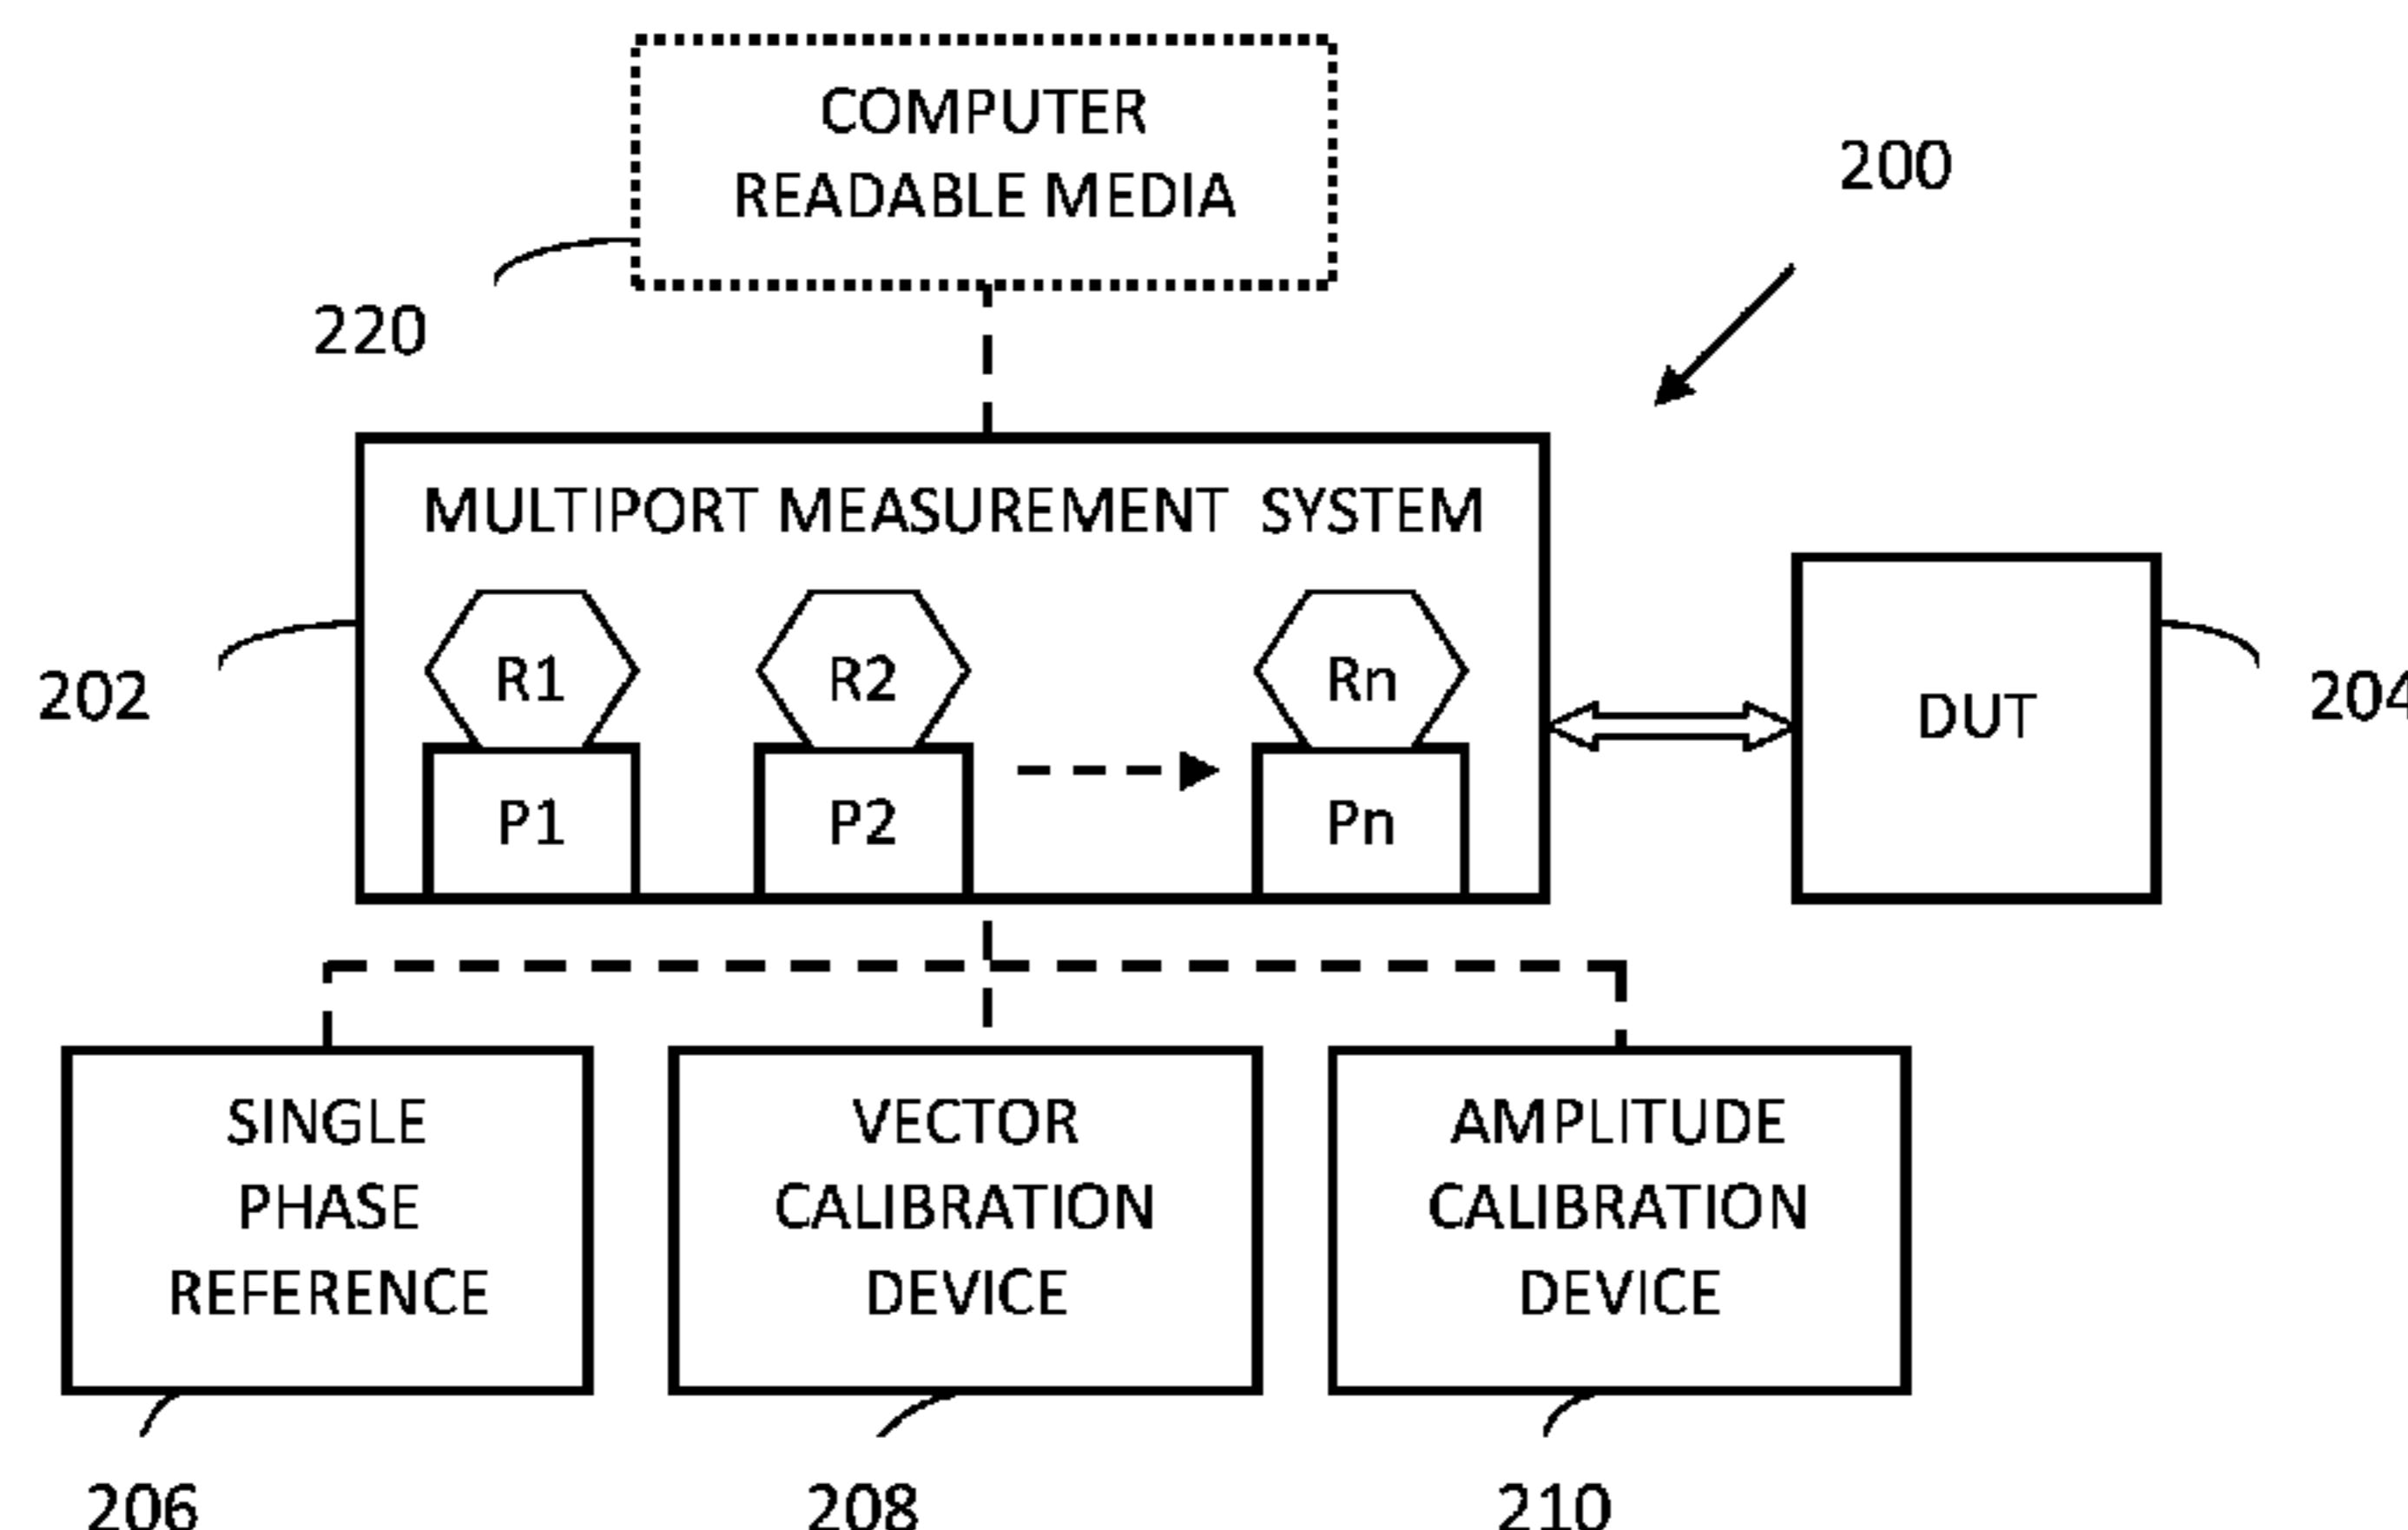 COMPUTER
READABLE MEDIA
200
220
MULTIPORT MEASUREMENT SYSTEM
R1 R2 Rn
202
204
DUT
P1 P2 Pn
SINGLE
PHASE
REFERENCE
VECTOR
CALIBRATION
DEVICE
AMPLITUDE
CALIBRATION
DEVICE
206
208
210